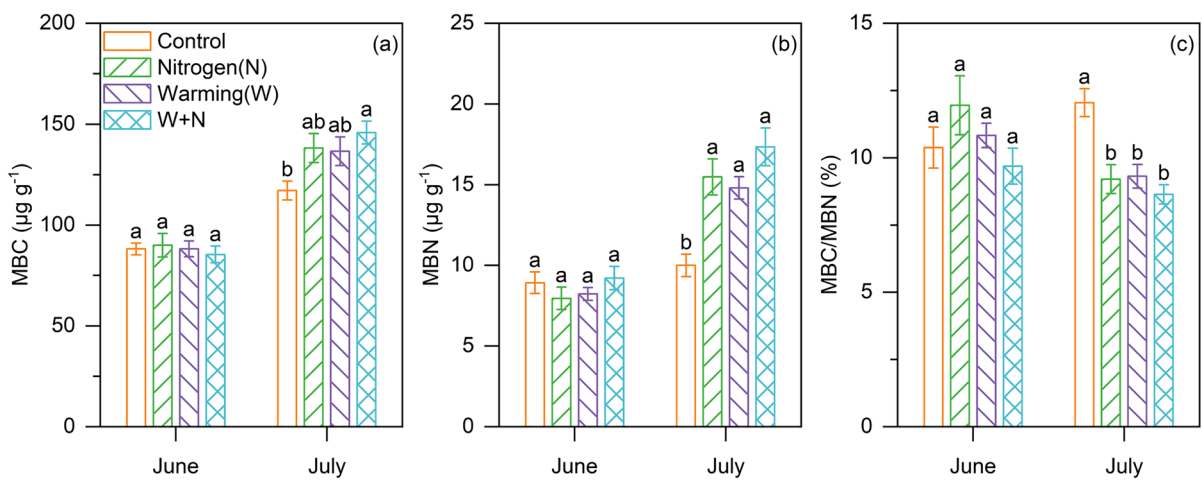 (a)
Control
Nitrogen(N)
Warming(W)
W+N
MBC (µg g⁻¹)
200
150
100
50
0
a a a a
b ab ab a
June July
(b)
MBN (µg g⁻¹)
25
20
15
10
5
0
a a a a
b a a a
June July
(c)
MBC/MBN (%)
15
10
5
0
a a a a
a b b b
June July